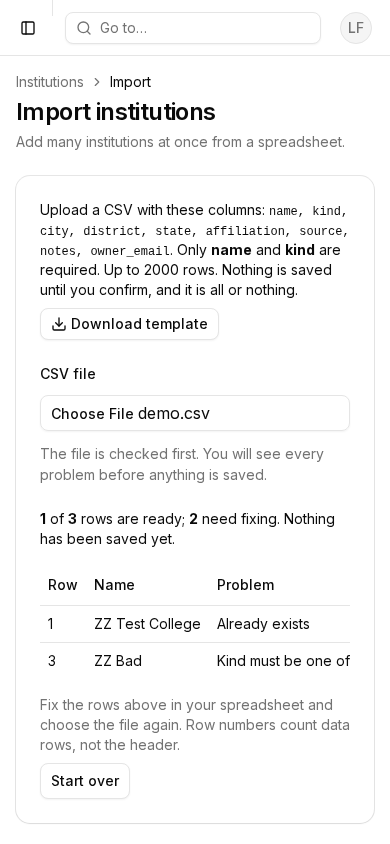 Go to...
LF
Institutions > Import
Import institutions
Add many institutions at once from a spreadsheet.
Upload a CSV with these columns: name, kind,
city, district, state, affiliation, source,
notes, owner_email. Only name and kind are
required. Up to 2000 rows. Nothing is saved
until you confirm, and it is all or nothing.
Download template
CSV file
Choose File demo.csv
The file is checked first. You will see every
problem before anything is saved.
1 of 3 rows are ready; 2 need fixing. Nothing
has been saved yet.
Row Name Problem
1 ZZ Test College Already exists
3 ZZ Bad Kind must be one of
Fix the rows above in your spreadsheet and
choose the file again. Row numbers count data
rows, not the header.
Start over